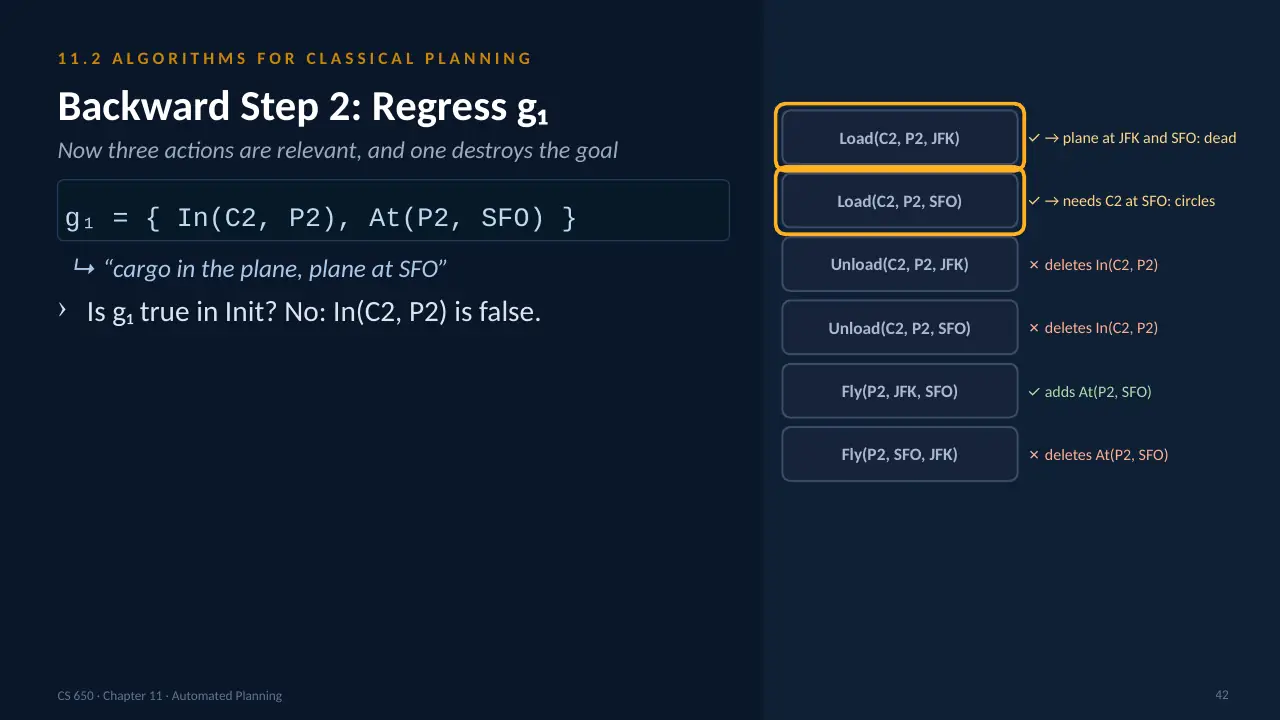 11.2 ALGORITHMS FOR CLASSICAL PLANNING
Backward Step 2: Regress g₁
Now three actions are relevant, and one destroys the goal
g₁ = { In(C2, P2), At(P2, SFO) }
↪ “cargo in the plane, plane at SFO”
› Is g₁ true in Init? No: In(C2, P2) is false.
Load(C2, P2, JFK) ✓ → plane at JFK and SFO: dead
Load(C2, P2, SFO) ✓ → needs C2 at SFO: circles
Unload(C2, P2, JFK) × deletes In(C2, P2)
Unload(C2, P2, SFO) × deletes In(C2, P2)
Fly(P2, JFK, SFO) ✓ adds At(P2, SFO)
Fly(P2, SFO, JFK) × deletes At(P2, SFO)
CS 650 · Chapter 11 · Automated Planning
42